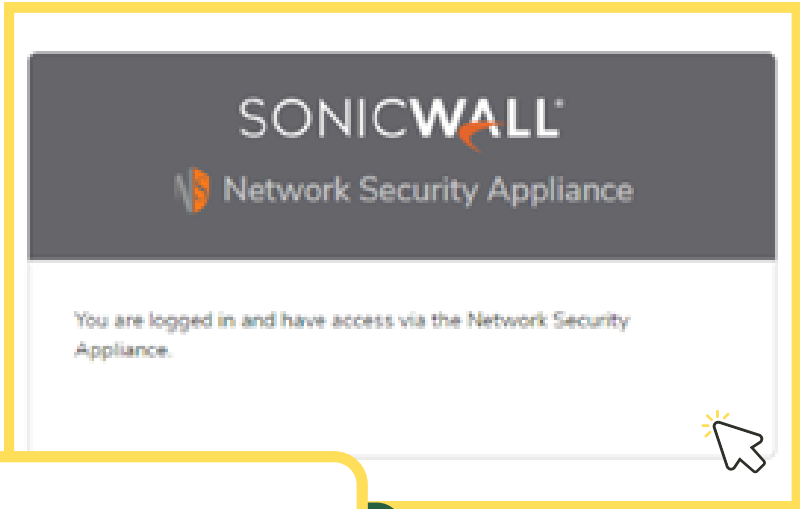 SONICWALL
Network Security Appliance
You are logged in and have access via the Network Security
Appliance.